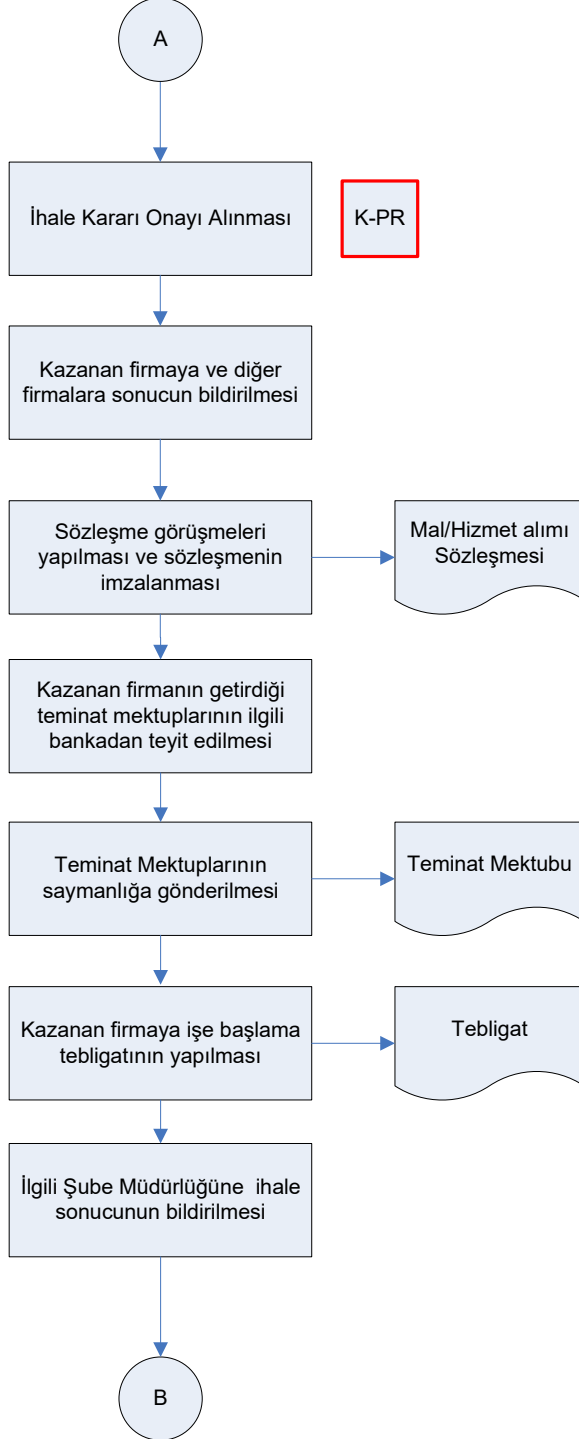 A
İhale Kararı Onayı Alınması
K-PR
Kazanan firmaya ve diğer
firmalara sonucun bildirilmesi
Sözleşme görüşmeleri
yapılması ve sözleşmenin
imzalanması
Mal/Hizmet alımı
Sözleşmesi
Kazanan firmanın getirdiği
teminat mektuplarının ilgili
bankadan teyit edilmesi
Teminat Mektuplarının
saymanlığa gönderilmesi
Teminat Mektubu
Kazanan firmaya işe başlama
tebligatının yapılması
Tebligat
İlgili Şube Müdürlüğüne  ihale
sonucunun bildirilmesi
B